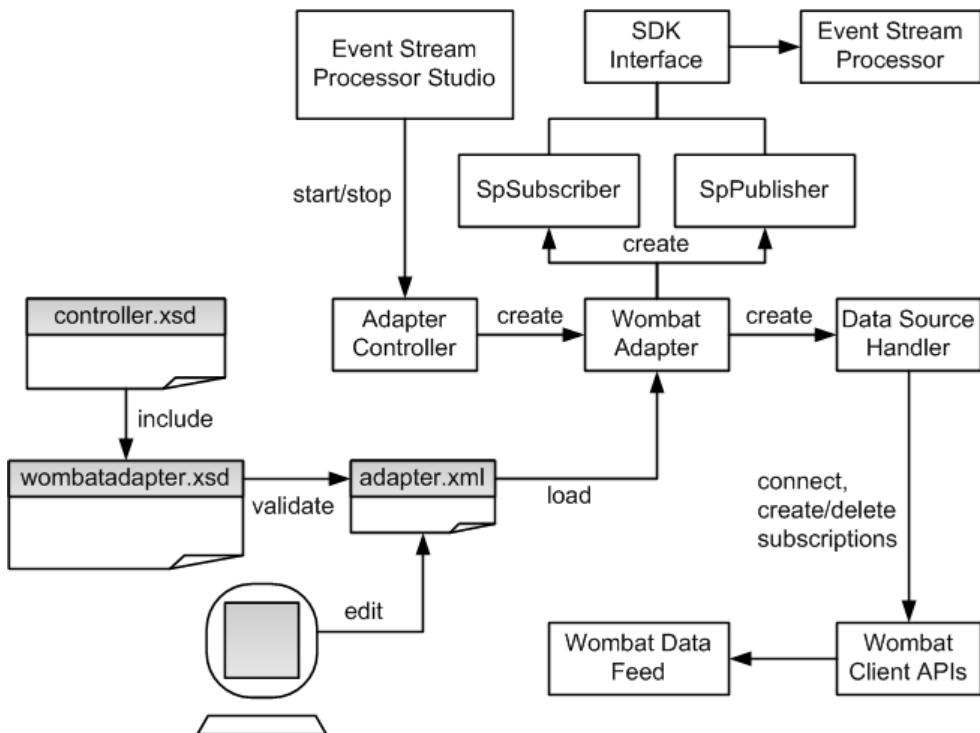 Event Stream
Processor Studio
SDK
Interface
Event Stream
Processor
SpSubscriber
SpPublisher
start/stop
create
controller.xsd
Adapter
Controller
create
Wombat
Adapter
create
Data Source
Handler
include
wombatadapter.xsd
validate
adapter.xml
load
connect,
create/delete
subscriptions
edit
Wombat Data
Feed
Wombat
Client APIs